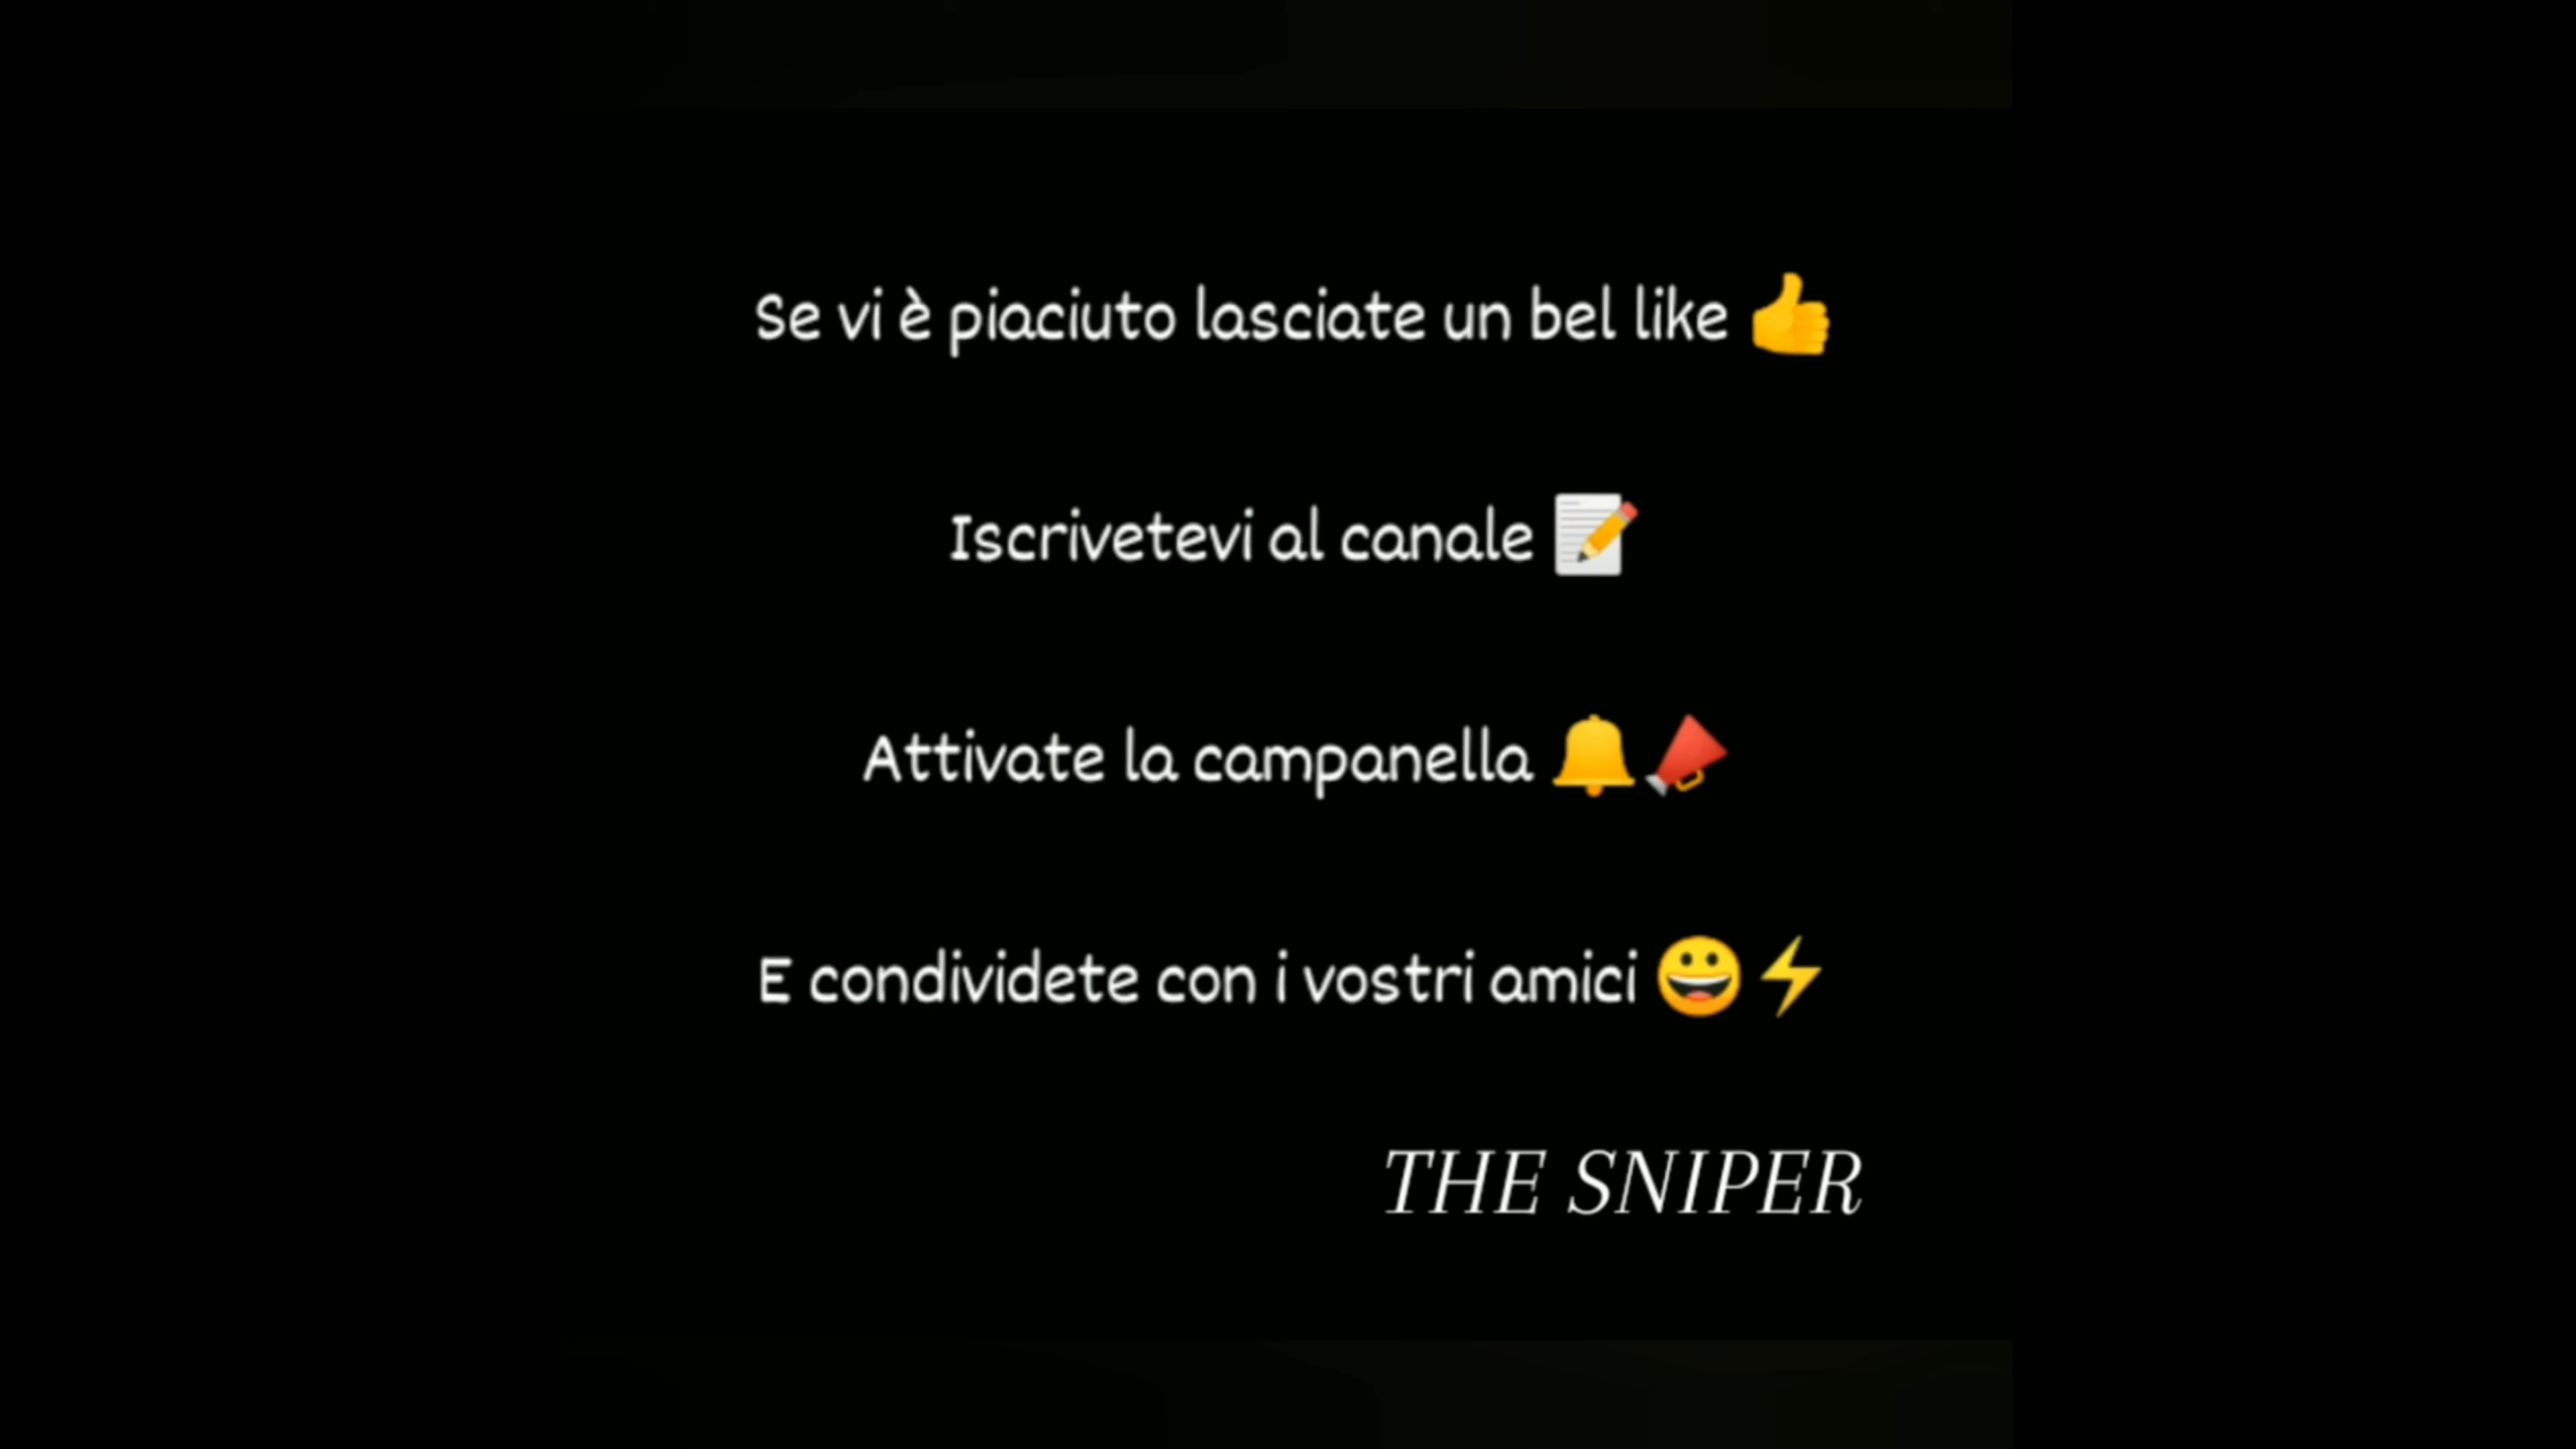 Se vi è piaciuto lasciate un bel like 👍
Iscrivetevi al canale 📝
Attivate la campanella 🔔📣
E condividete con i vostri amici 😀⚡
THE SNIPER